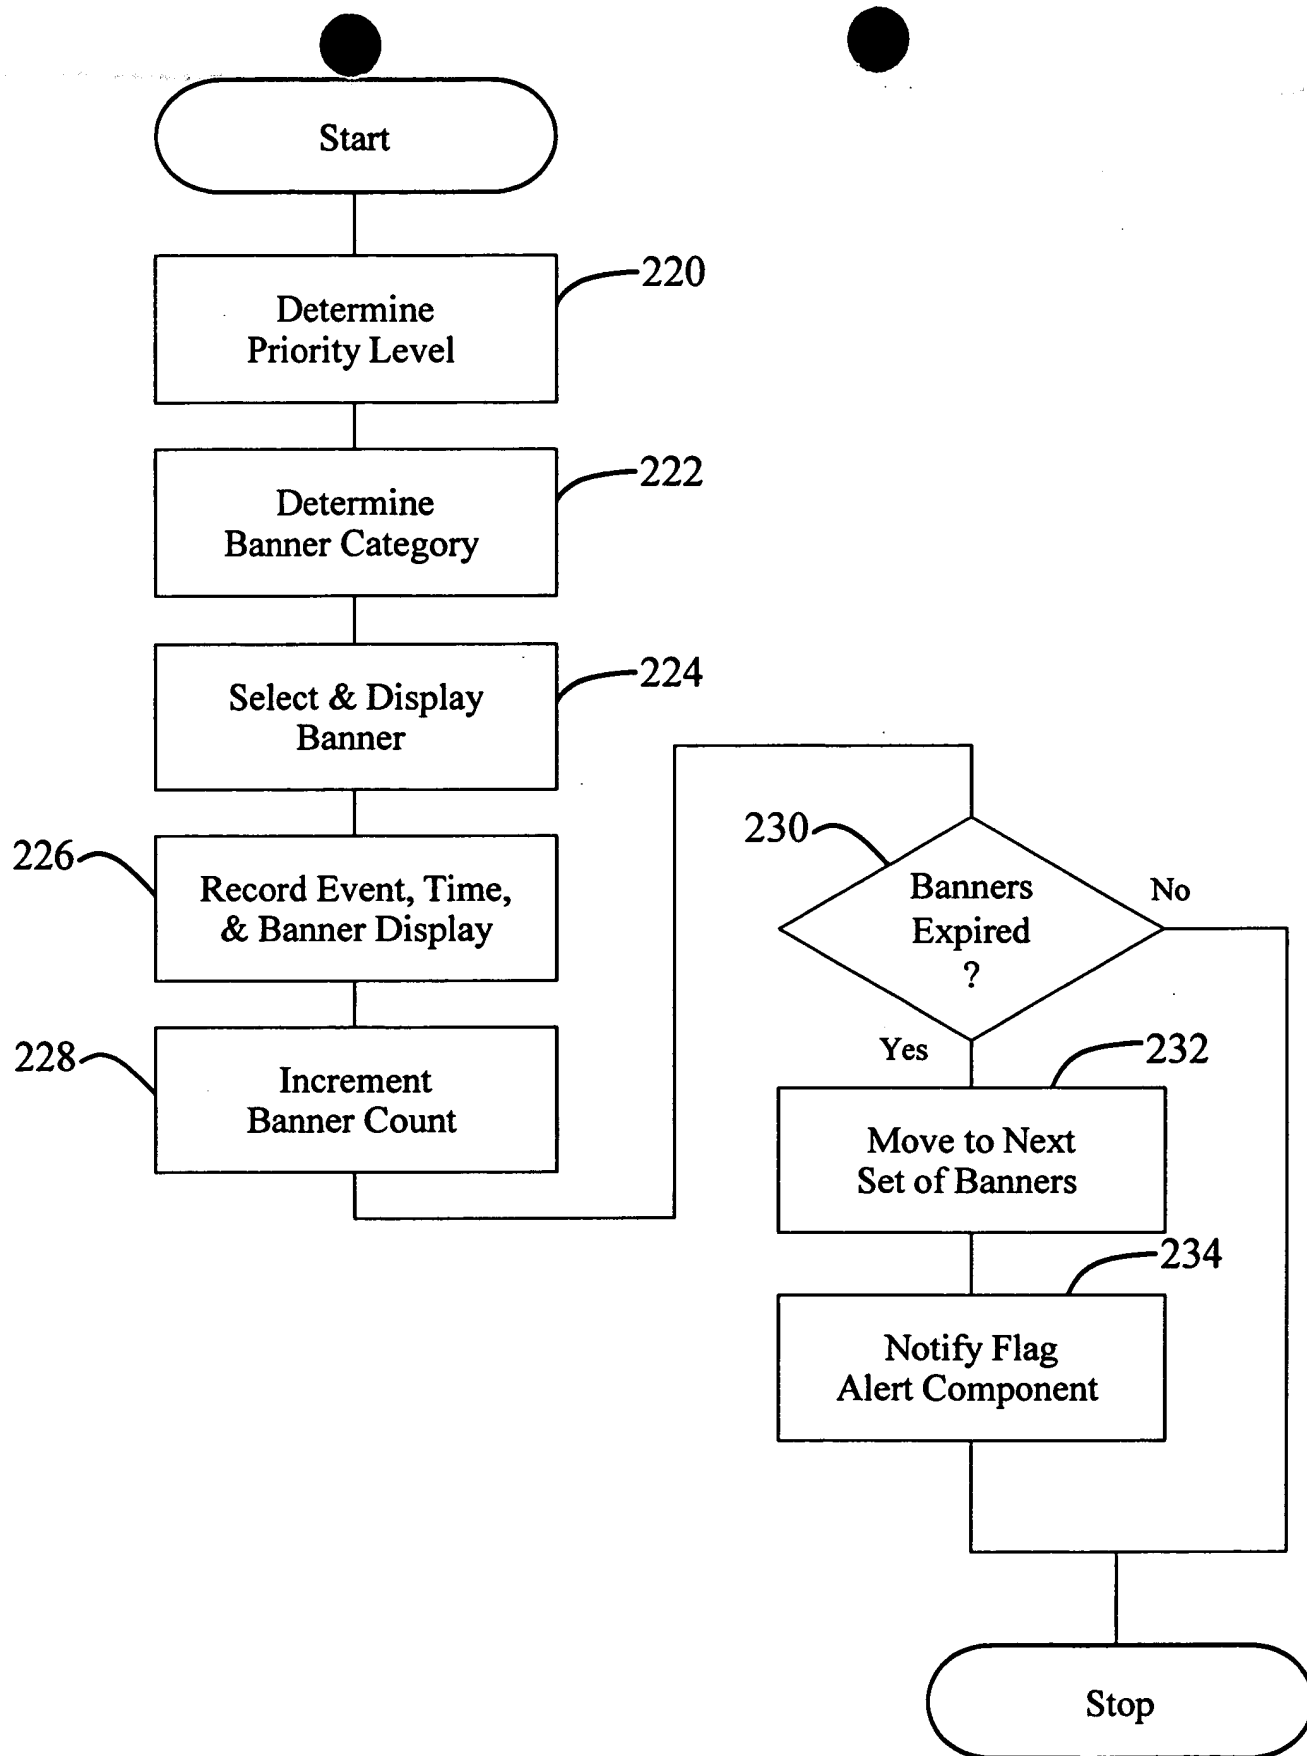 Start
220
Determine
Priority Level
222
Determine
Banner Category
224
Select & Display
Banner
226
Record Event, Time,
& Banner Display
228
Increment
Banner Count
230
Banners
Expired
?
No
Yes
232
Move to Next
Set of Banners
234
Notify Flag
Alert Component
Stop